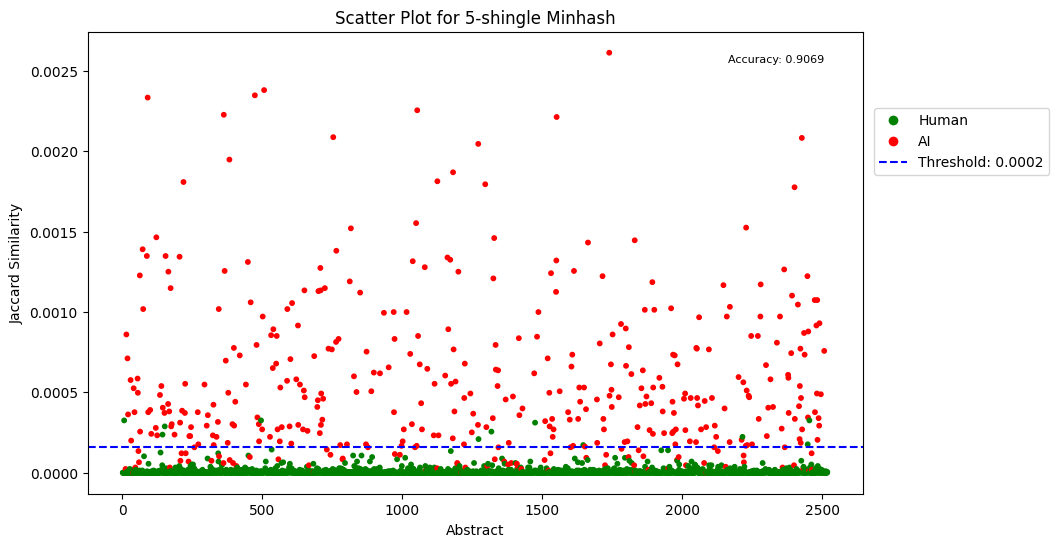 Scatter Plot for 5-shingle Minhash
Accuracy: 0.9069
0.0025
0.0020
0.0015
0.0010
0.0005
0.0000
Jaccard Similarity
0 500 1000 1500 2000 2500
Abstract
Human
AI
Threshold: 0.0002